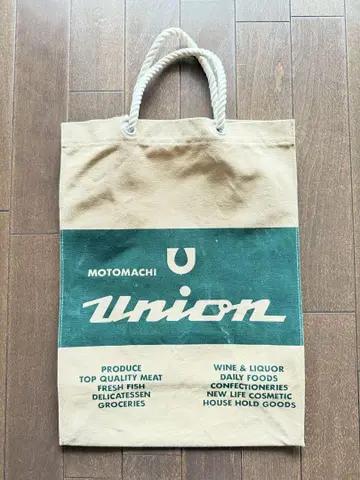 MOTOMACHI
U
union
PRODUCE
TOP QUALITY MEAT
FRESH FISH
DELICATESSEN
GROCERIES
WINE & LIQUOR
DAILY FOODS
CONFECTIONERIES
NEW LIFE COSMETIC
HOUSE HOLD GOODS